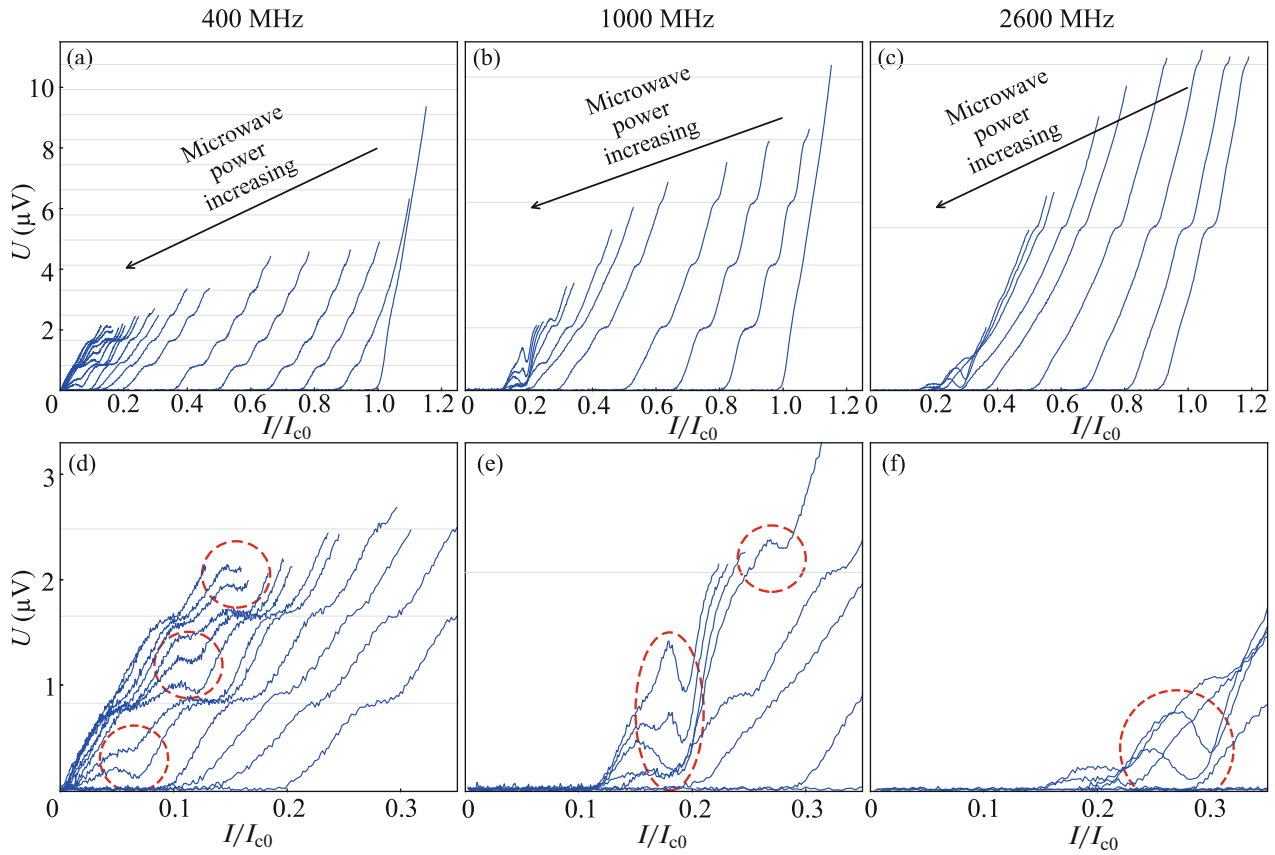 400 MHz
1000 MHz
2600 MHz
(a)
Microwave
power
increasing
U (μV)
10
8
6
4
2
0
0.2
0.4
0.6
0.8
1.0
1.2
I/Ic0
(b)
Microwave
power
increasing
0
0.2
0.4
0.6
0.8
1.0
1.2
I/Ic0
(c)
Microwave
power
increasing
0
0.2
0.4
0.6
0.8
1.0
1.2
I/Ic0
(d)
U (μV)
3
2
1
0
0.1
0.2
0.3
I/Ic0
(e)
0
0.1
0.2
0.3
I/Ic0
(f)
0
0.1
0.2
0.3
I/Ic0